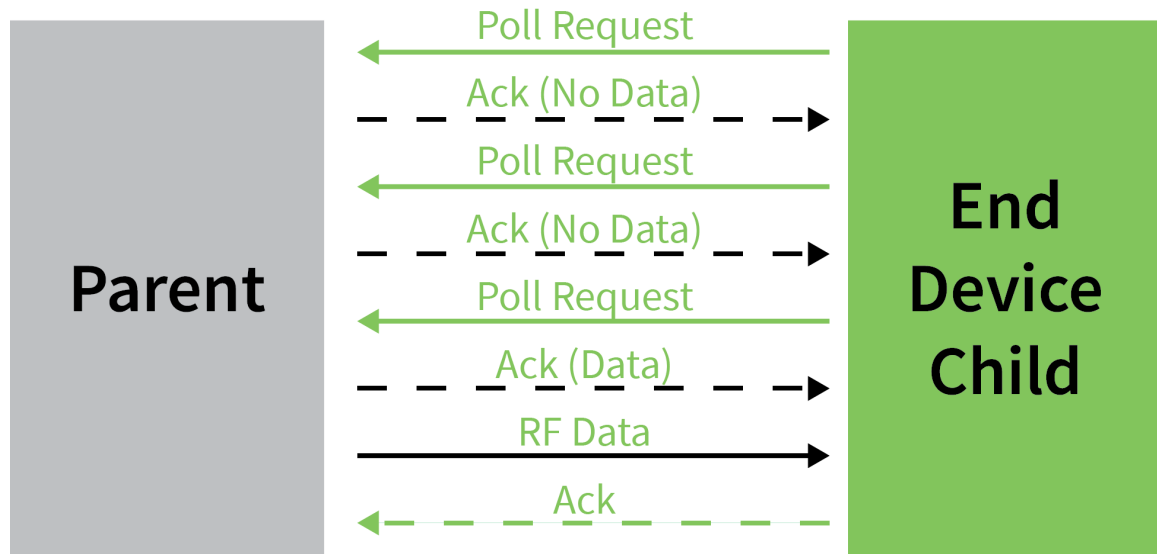 Poll Request
Ack (No Data)
Poll Request
Ack (No Data)
Poll Request
Ack (Data)
RF Data
Ack
Parent
End
Device
Child